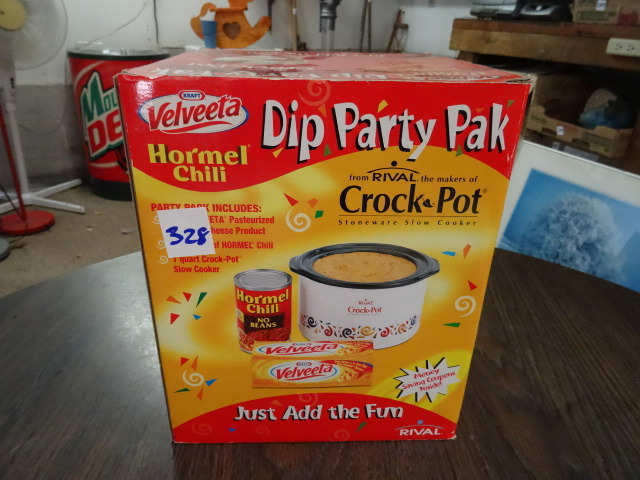 KRAFT
Velveeta
Dip Party Pak
Hormel
Chili
from RIVAL, the makers of
Crock-Pot®
Stoneware Slow Cooker
PARTY PACK INCLUDES:
Pasteurized
Cheese Product
of HORMEL® Chili
1 quart Crock-Pot®
Slow Cooker
328
Hormel
Chili
NO
BEANS
RIVAL
Crock-Pot
Velveeta
Velveeta
Money
Saving Coupons
Inside!
Just Add the Fun
RIVAL